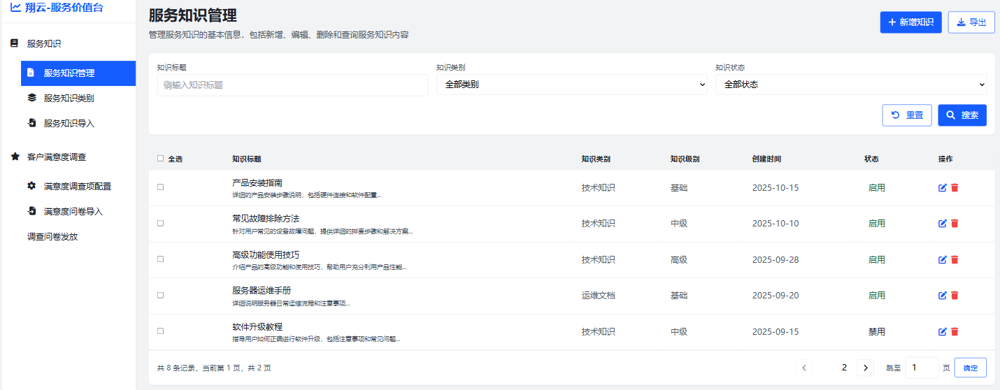 翔云-服务价值台
服务知识
服务知识管理
服务知识类别
服务知识导入
客户满意度调查
满意度调查项配置
满意度问卷导入
调查问卷发放
服务知识管理
管理服务知识的基本信息，包括新增、编辑、删除和查询服务知识内容
新增知识 导出
知识标题 知识类别 知识状态
请输入知识标题 全部类别 全部状态
重置 搜索
全选 知识标题 知识类别 知识级别 创建时间 状态 操作
产品安装指南 技术知识 基础 2025-10-15 启用
详细的产品安装步骤说明，包括硬件连接和软件配置...
常见故障排除方法 技术知识 中级 2025-10-10 启用
针对用户常见的设备故障问题，提供详细的排查步骤和解决方案...
高级功能使用技巧 技术知识 高级 2025-09-28 启用
介绍产品的高级功能和使用技巧，帮助用户充分利用产品性能...
服务器运维手册 运维文档 基础 2025-09-20 启用
详细说明服务器日常运维流程和注意事项...
软件升级教程 技术知识 中级 2025-09-15 禁用
指导用户如何正确进行软件升级，包括注意事项和常见问题...
共 8 条记录，当前第 1 页，共 2 页 2 跳至 1 页 确定